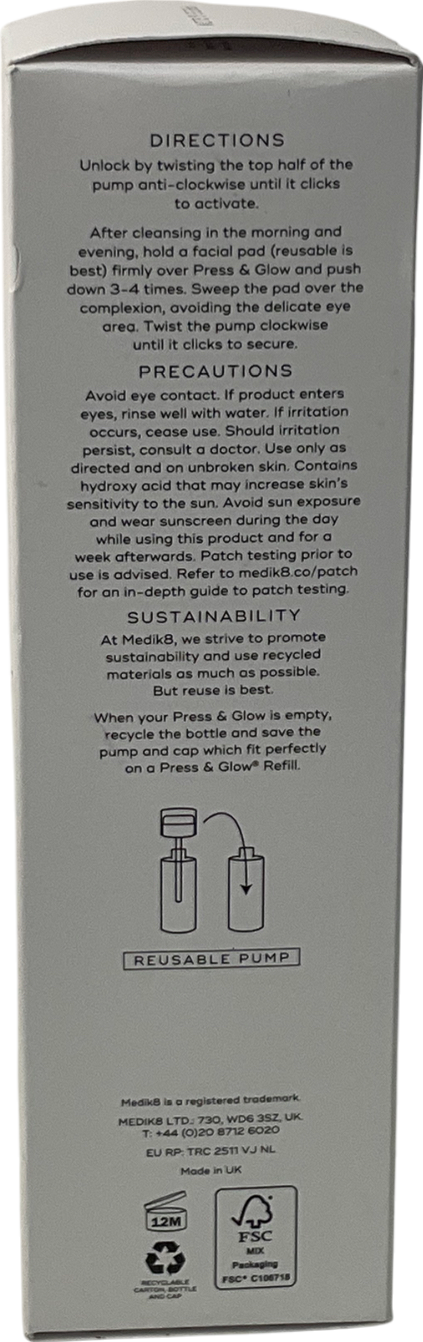 DIRECTIONS
Unlock by twisting the top half of the
pump anti-clockwise until it clicks
to activate.
After cleansing in the morning and
evening, hold a facial pad (reusable is
best) firmly over Press & Glow and push
down 3-4 times. Sweep the pad over the
complexion, avoiding the delicate eye
area. Twist the pump clockwise
until it clicks to secure.
PRECAUTIONS
Avoid eye contact. If product enters
eyes, rinse well with water. If irritation
occurs, cease use. Should irritation
persist, consult a doctor. Use only as
directed and on unbroken skin. Contains
hydroxy acid that may increase skin's
sensitivity to the sun. Avoid sun exposure
and wear sunscreen during the day
while using this product and for a
week afterwards. Patch testing prior to
use is advised. Refer to medik8.co/patch
for an in-depth guide to patch testing.
SUSTAINABILITY
At Medik8, we strive to promote
sustainability and use recycled
materials as much as possible.
But reuse is best.
When your Press & Glow is empty,
recycle the bottle and save the
pump and cap which fit perfectly
on a Press & Glow® Refill.
REUSABLE PUMP
Medik8 is a registered trademark.
MEDIK8 LTD.: 730, WD6 3SZ, UK.
T: +44 (0)20 8712 6020
EU RP: TRC 2511 VJ NL
Made in UK
12M
RECYCLABLE
CARTON, BOTTLE
AND CAP
FSC
MIX
Packaging
FSC® C106718